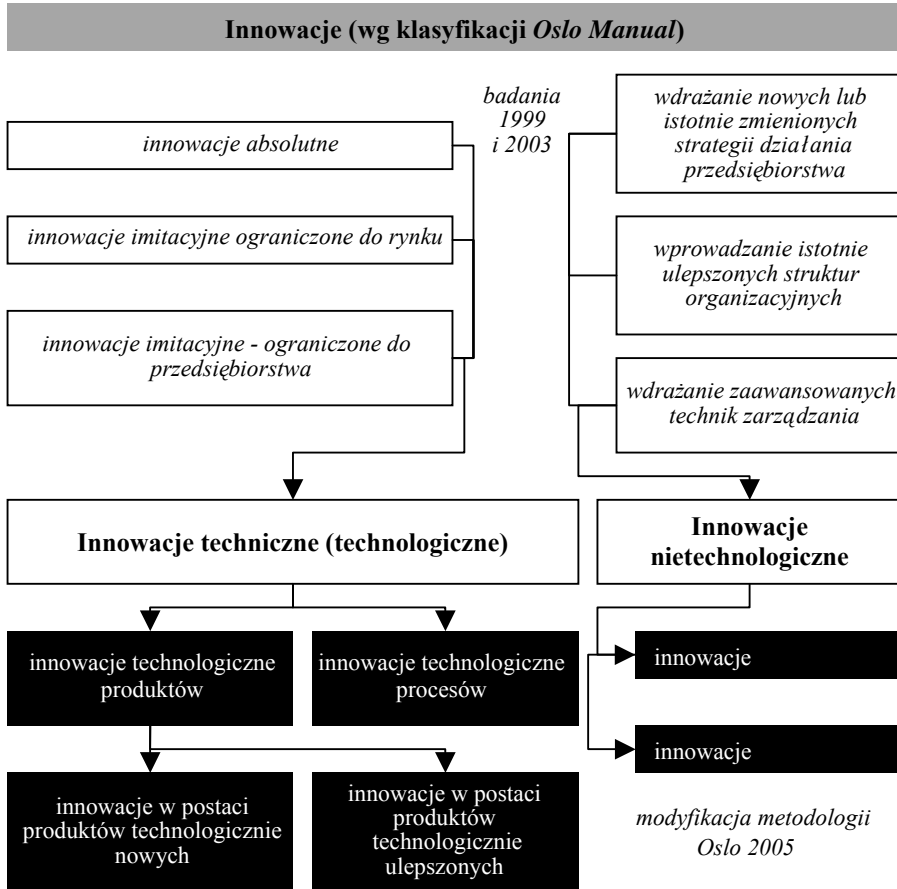 Innowacje (wg klasyfikacji Oslo Manual)
badania
1999
i 2003
innowacje absolutne
innowacje imitacyjne ograniczone do rynku
innowacje imitacyjne - ograniczone do
przedsiębiorstwa
wdrażanie nowych lub
istotnie zmienionych
strategii działania
przedsiębiorstwa
wprowadzanie istotnie
ulepszonych struktur
organizacyjnych
wdrażanie zaawansowanych
technik zarządzania
Innowacje techniczne (technologiczne)
Innowacje
nietechnologiczne
innowacje technologiczne
produktów
innowacje technologiczne
procesów
innowacje
innowacje
innowacje w postaci
produktów technologicznie
nowych
innowacje w postaci
produktów
technologicznie
ulepszonych
modyfikacja metodologii
Oslo 2005